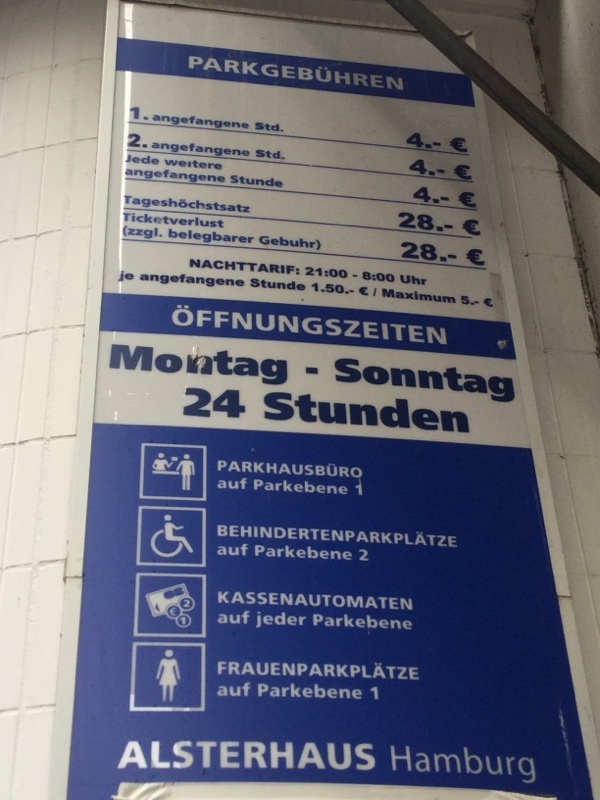 PARKGEBÜHREN
1. angefangene Std. 4.- €
2. angefangene Std. 4.- €
Jede weitere
angefangene Stunde 4.- €
Tageshöchstsatz 28.- €
Ticketverlust
(zzgl. belegbarer Gebuhr) 28.- €
NACHTTARIF: 21:00 - 8:00 Uhr
je angefangene Stunde 1.50.- € / Maximum 5.- €
ÖFFNUNGSZEITEN
Montag - Sonntag
24 Stunden
PARKHAUSBÜRO
auf Parkebene 1
BEHINDERTENPARKPLÄTZE
auf Parkebene 2
KASSENAUTOMATEN
auf jeder Parkebene
FRAUENPARKPLÄTZE
auf Parkebene 1
ALSTERHAUS Hamburg